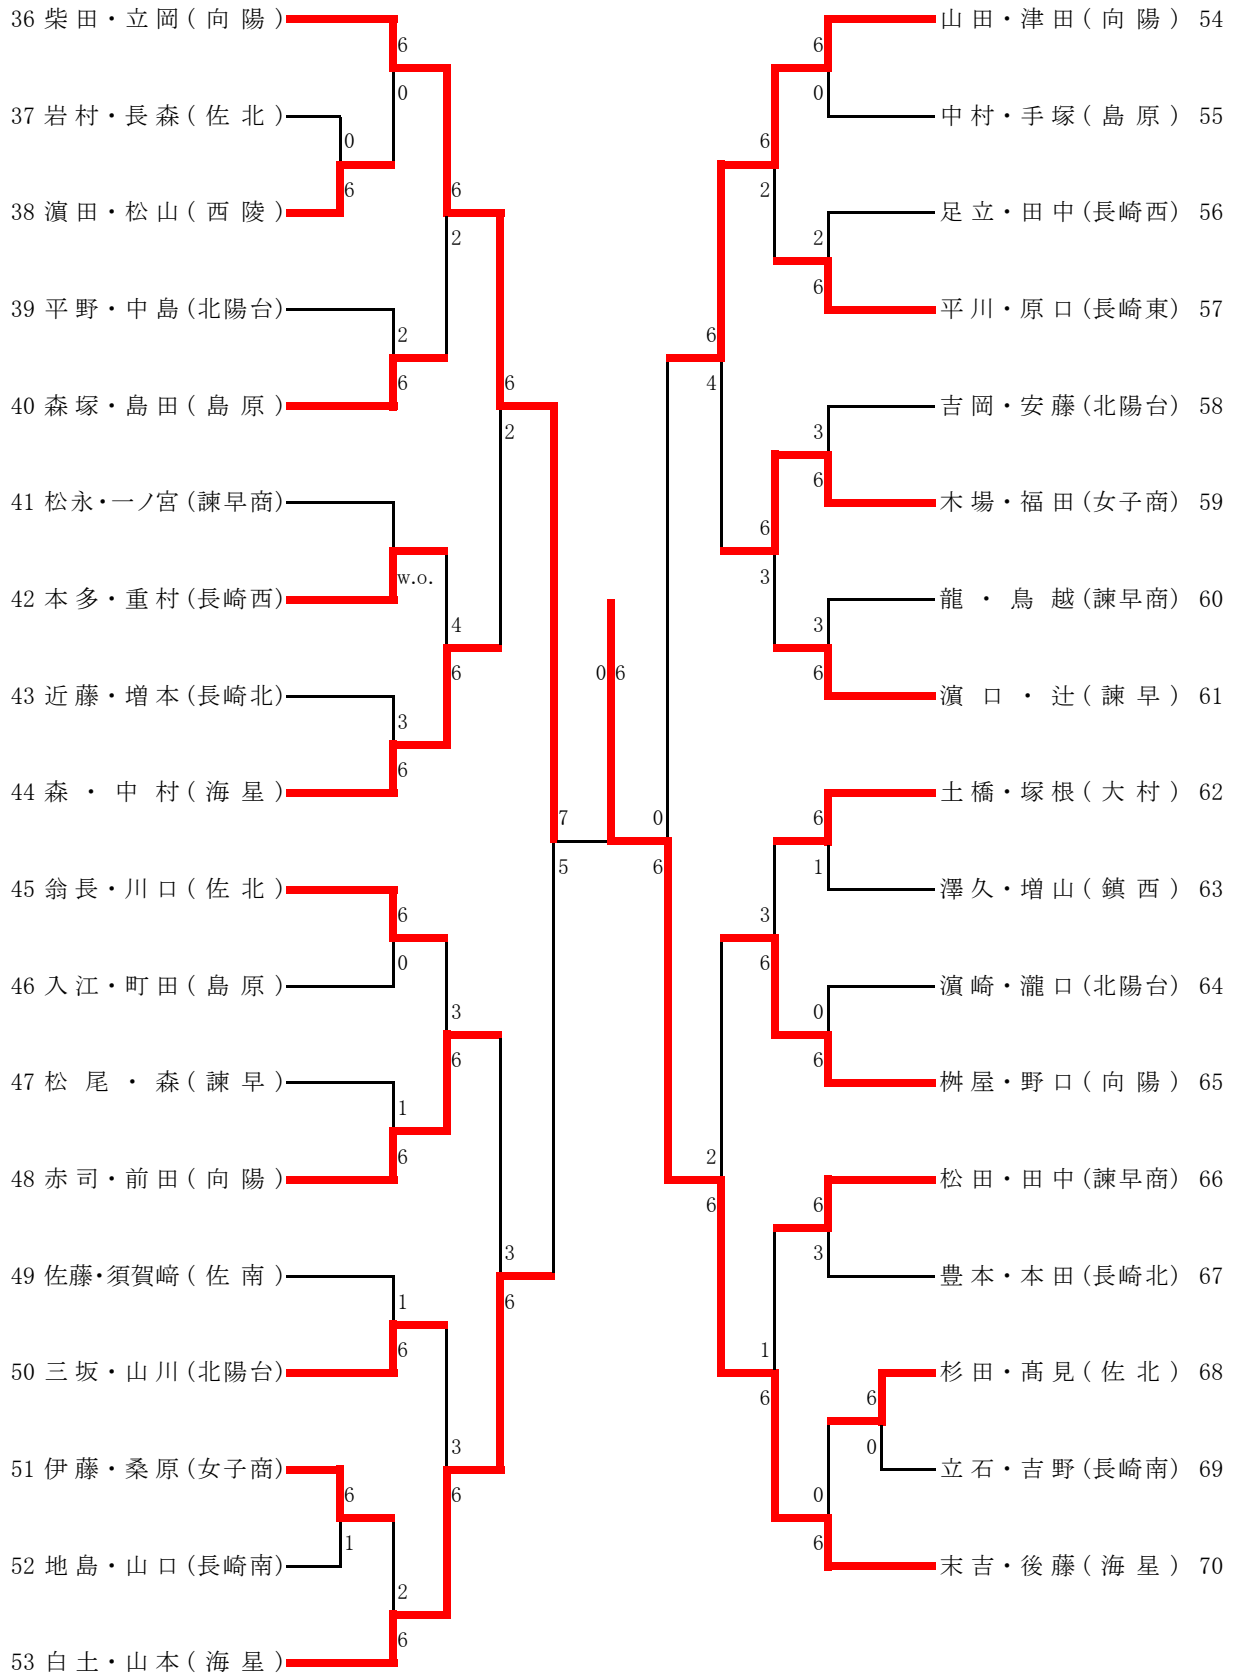 36 柴田・立岡(向陽)
6
0
37 岩村・長森(佐北)
0
6
38 濵田・松山(西陵)
6
2
39 平野・中島(北陽台)
2
6
40 森塚・島田(島原)
6
2
41 松永・一ノ宮(諫早商)
w.o.
42 本多・重村(長崎西)
4
6
43 近藤・増本(長崎北)
3
6
44 森・中村(海星)
7
5
45 翁長・川口(佐北)
6
0
46 入江・町田(島原)
3
6
47 松尾・森(諫早)
1
6
48 赤司・前田(向陽)
3
6
49 佐藤・須賀﨑(佐南)
1
6
50 三坂・山川(北陽台)
3
6
51 伊藤・桑原(女子商)
6
1
52 地島・山口(長崎南)
2
6
53 白土・山本(海星)
0 6
山田・津田(向陽) 54
6
0
中村・手塚(島原) 55
6
2
足立・田中(長崎西) 56
2
6
平川・原口(長崎東) 57
6
4
吉岡・安藤(北陽台) 58
3
6
木場・福田(女子商) 59
6
3
龍・鳥越(諫早商) 60
3
6
濵口・辻(諫早) 61
0
6
土橋・塚根(大村) 62
6
1
澤久・増山(鎮西) 63
3
6
濵崎・瀧口(北陽台) 64
0
6
桝屋・野口(向陽) 65
2
6
松田・田中(諫早商) 66
6
3
豊本・本田(長崎北) 67
1
6
杉田・髙見(佐北) 68
6
0
立石・吉野(長崎南) 69
0
6
末吉・後藤(海星) 70